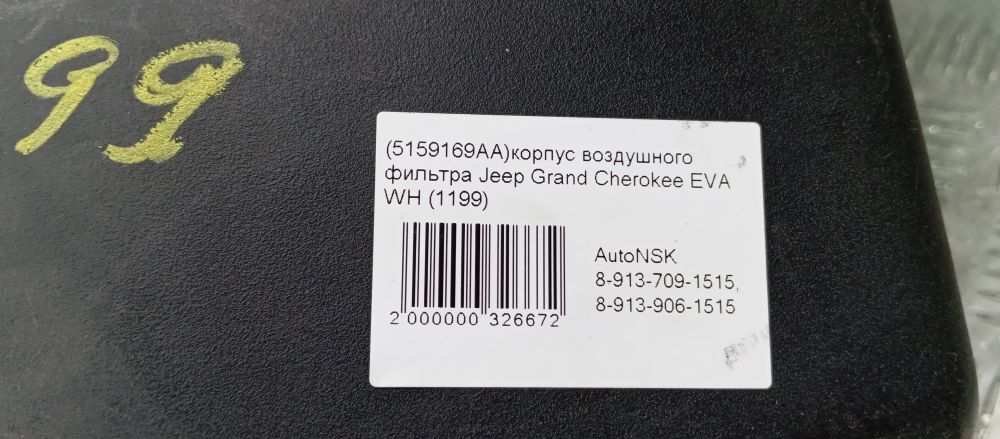 99
(5159169AA)корпус воздушного
фильтра Jeep Grand Cherokee EVA
WH (1199)
AutoNSK
8-913-709-1515,
8-913-906-1515
2 000000 326672